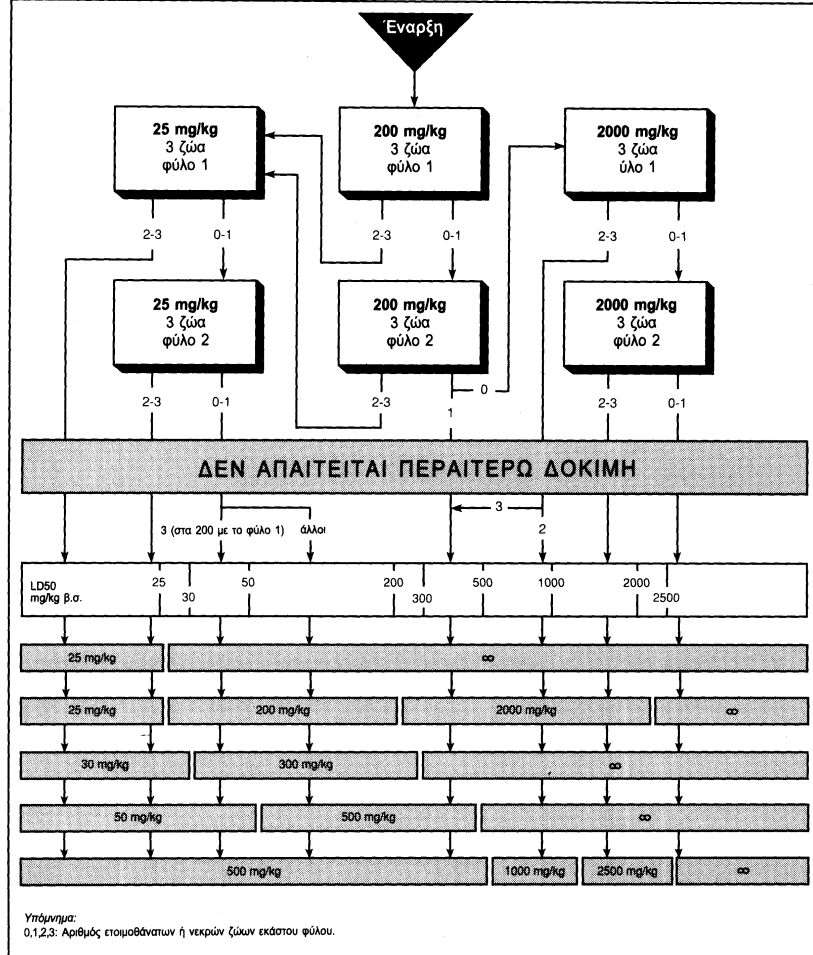 Έναρξη
25 mg/kg
3 ζώα
φύλο 1
200 mg/kg
3 ζώα
φύλο 1
2000 mg/kg
3 ζώα
ύλο 1
2-3
0-1
2-3
0-1
2-3
0-1
25 mg/kg
3 ζώα
φύλο 2
200 mg/kg
3 ζώα
φύλο 2
2000 mg/kg
3 ζώα
φύλο 2
0
2-3
0-1
2-3
1
2-3
0-1
ΔΕΝ ΑΠΑΙΤΕΙΤΑΙ ΠΕΡΑΙΤΕΡΩ ΔΟΚΙΜΗ
3
3 (στα 200 με το φύλο 1) άλλοι
2
LD50
mg/kg β.σ.
25 30 50 200 300 500 1000 2000 2500
25 mg/kg ∞
25 mg/kg 200 mg/kg 2000 mg/kg ∞
30 mg/kg 300 mg/kg ∞
50 mg/kg 500 mg/kg ∞
500 mg/kg 1000 mg/kg 2500 mg/kg ∞
Υπόμνημα:
0,1,2,3: Αριθμός ετοιμοθάνατων ή νεκρών ζώων εκάστου φύλου.